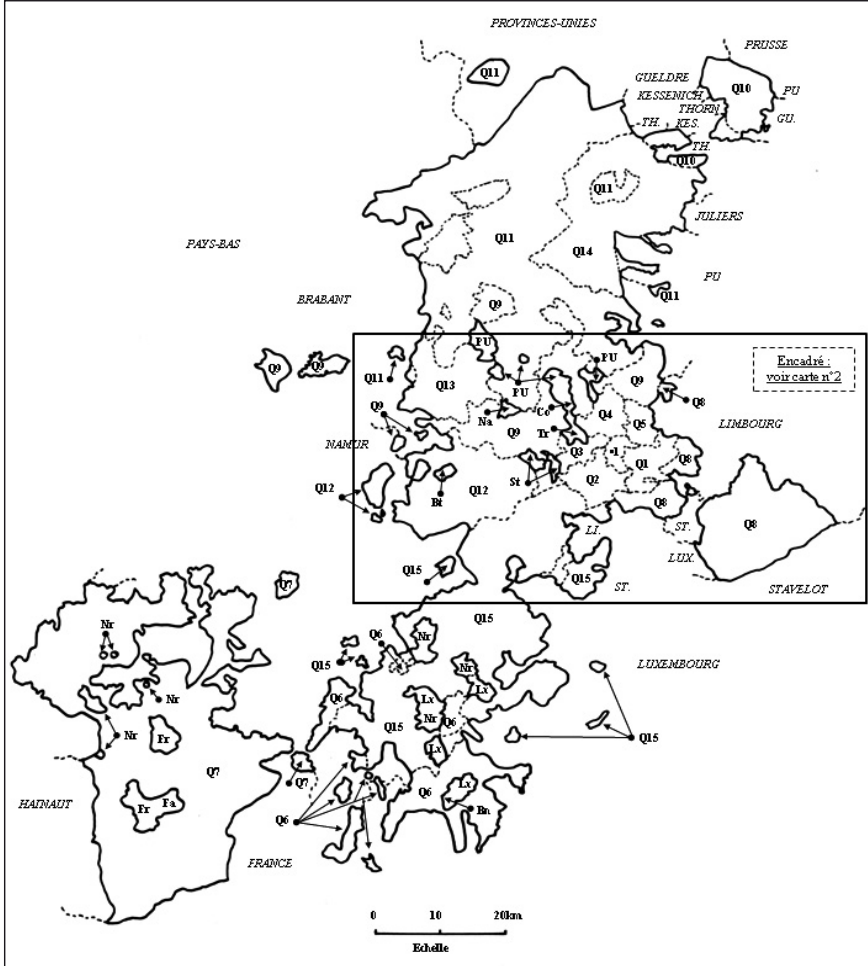 PROVINCES-UNIES
PRUSSE
Q11
GUELDRE
Q10
PU
KESSENICH
THORN
GU.
TH.
KES.
TH.
Q10
Q11
JULIERS
PAYS-BAS
Q11
Q14
PU
Q11
BRABANT
Q9
PU
PU
Encadré :
voir carte n°2
Q9
Q9
Q11
Q13
PU
Q9
Q8
Q9
Na
Co
Q4
Q5
LIMBOURG
NAMUR
Q9
Tr
Q3
1
Q1
Q8
Q12
Bt
Q12
St
Q2
Q8
Q8
LI.
ST.
LUX.
Q7
Q15
Q15
ST.
STAVELOT
Q15
Nr
Q6
Nr
Q15
Nr
LUXEMBOURG
Nr
Q6
Lx
Lx
Q15
Nr
Q6
Q15
Nr
Fr
Lx
Q7
Q7
HAINAUT
Fr
Fa
Q6
Q6
Lx
Bn
FRANCE
0
10
20km
Echelle